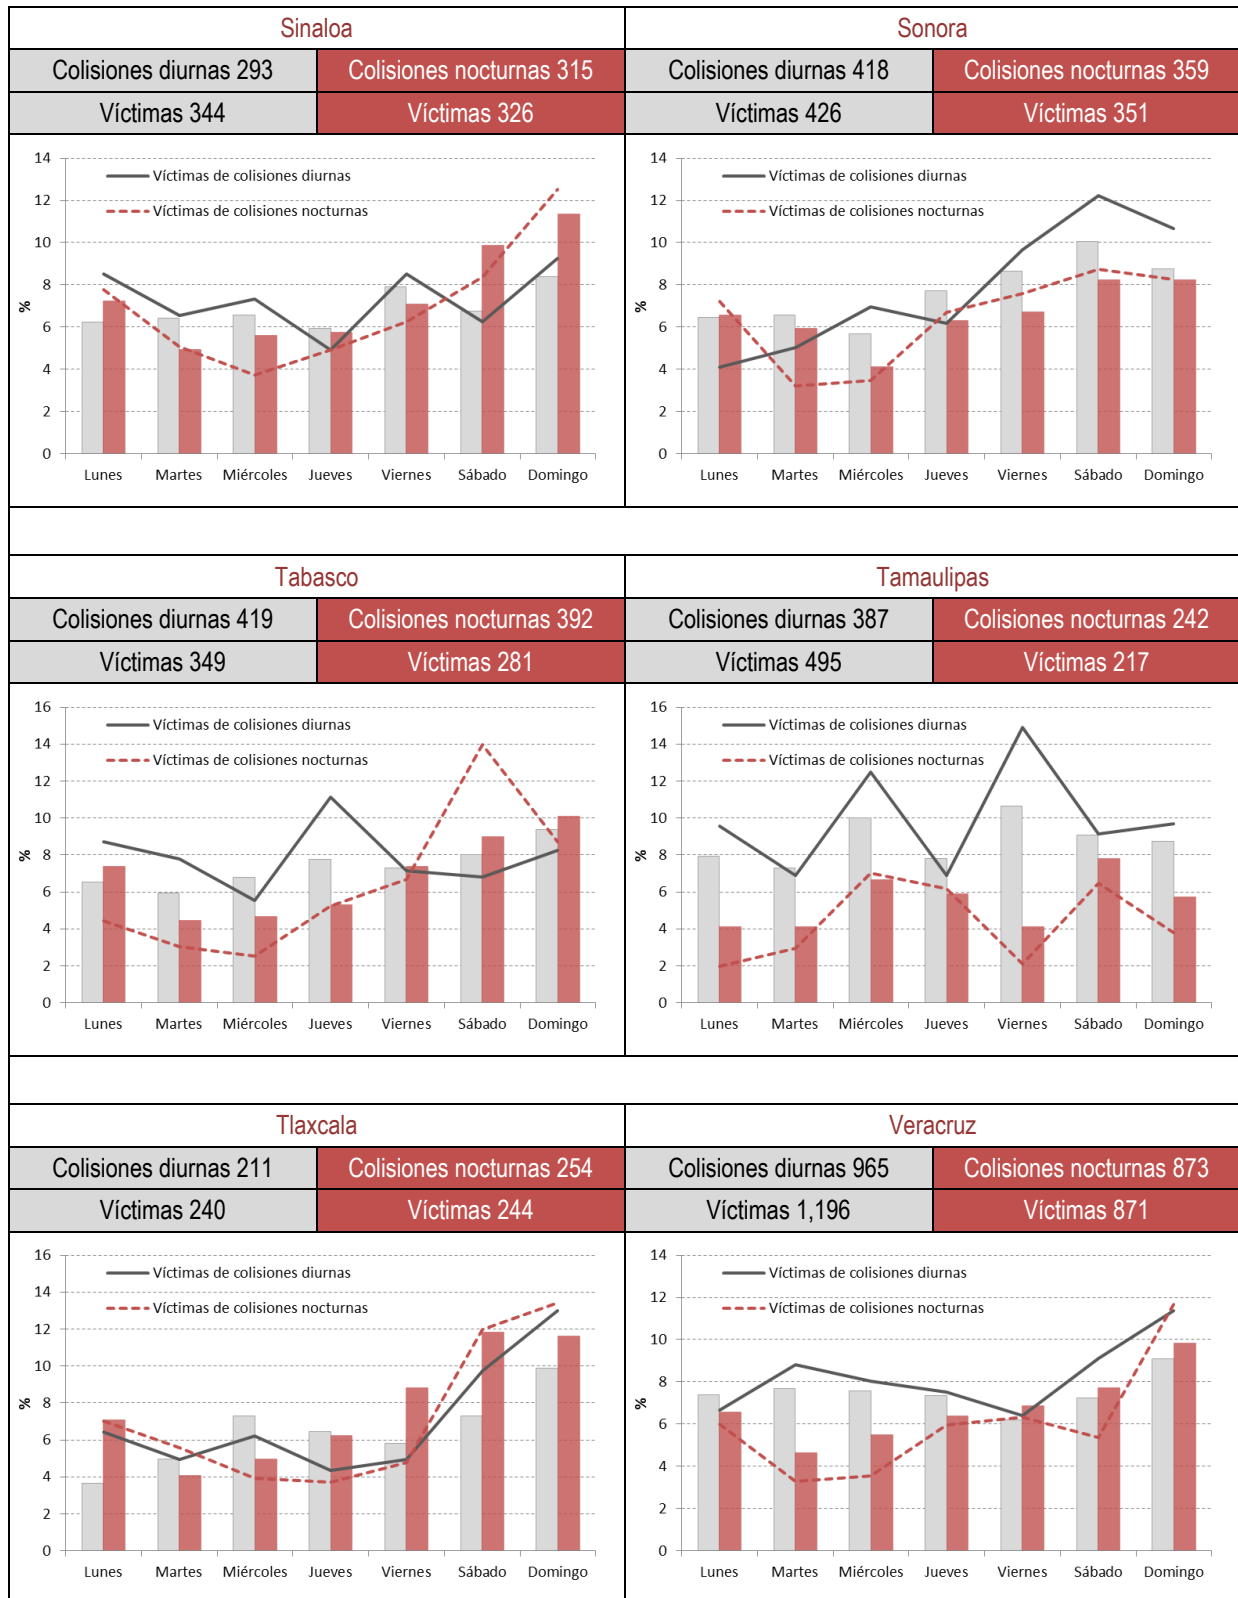 Sinaloa
Colisiones diurnas 293
Colisiones nocturnas 315
Víctimas 344
Víctimas 326
14
12
10
8
6
4
2
0
%
Víctimas de colisiones diurnas
Víctimas de colisiones nocturnas
Lunes Martes Miércoles Jueves Viernes Sábado Domingo
Sonora
Colisiones diurnas 418
Colisiones nocturnas 359
Víctimas 426
Víctimas 351
14
12
10
8
6
4
2
0
%
Víctimas de colisiones diurnas
Víctimas de colisiones nocturnas
Lunes Martes Miércoles Jueves Viernes Sábado Domingo
Tabasco
Colisiones diurnas 419
Colisiones nocturnas 392
Víctimas 349
Víctimas 281
16
14
12
10
8
6
4
2
0
%
Víctimas de colisiones diurnas
Víctimas de colisiones nocturnas
Lunes Martes Miércoles Jueves Viernes Sábado Domingo
Tamaulipas
Colisiones diurnas 387
Colisiones nocturnas 242
Víctimas 495
Víctimas 217
16
14
12
10
8
6
4
2
0
%
Víctimas de colisiones diurnas
Víctimas de colisiones nocturnas
Lunes Martes Miércoles Jueves Viernes Sábado Domingo
Tlaxcala
Colisiones diurnas 211
Colisiones nocturnas 254
Víctimas 240
Víctimas 244
16
14
12
10
8
6
4
2
0
%
Víctimas de colisiones diurnas
Víctimas de colisiones nocturnas
Lunes Martes Miércoles Jueves Viernes Sábado Domingo
Veracruz
Colisiones diurnas 965
Colisiones nocturnas 873
Víctimas 1,196
Víctimas 871
14
12
10
8
6
4
2
0
%
Víctimas de colisiones diurnas
Víctimas de colisiones nocturnas
Lunes Martes Miércoles Jueves Viernes Sábado Domingo